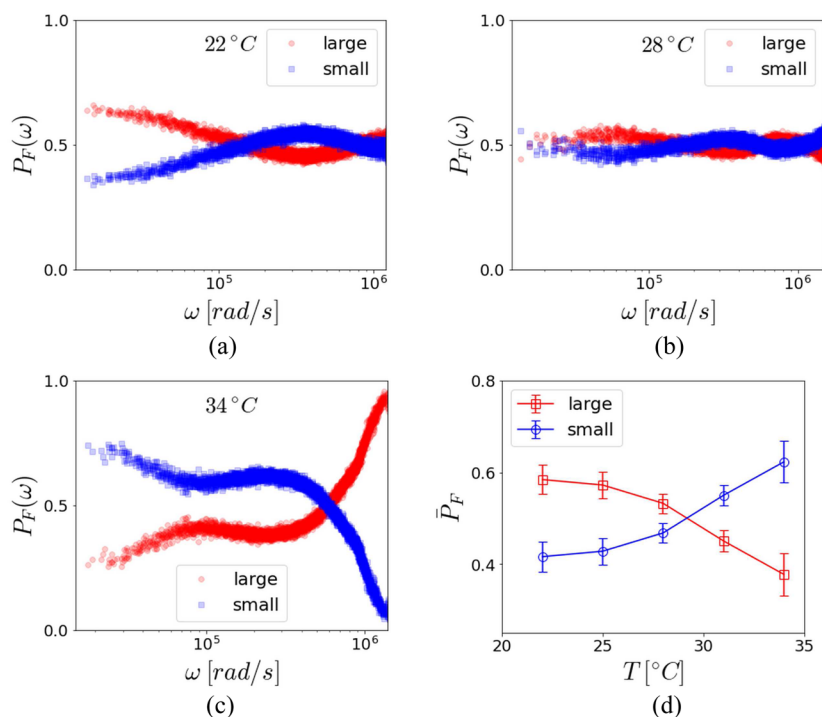 1.0
22 °C
large
small
P_F(ω)
0.5
0.0
10^5
10^6
ω [rad/s]
(a)
1.0
28 °C
large
small
P_F(ω)
0.5
0.0
10^5
10^6
ω [rad/s]
(b)
1.0
34 °C
P_F(ω)
0.5
large
small
0.0
10^5
10^6
ω [rad/s]
(c)
0.8
large
small
P̄_F
0.6
0.4
20
25
30
35
T [°C]
(d)